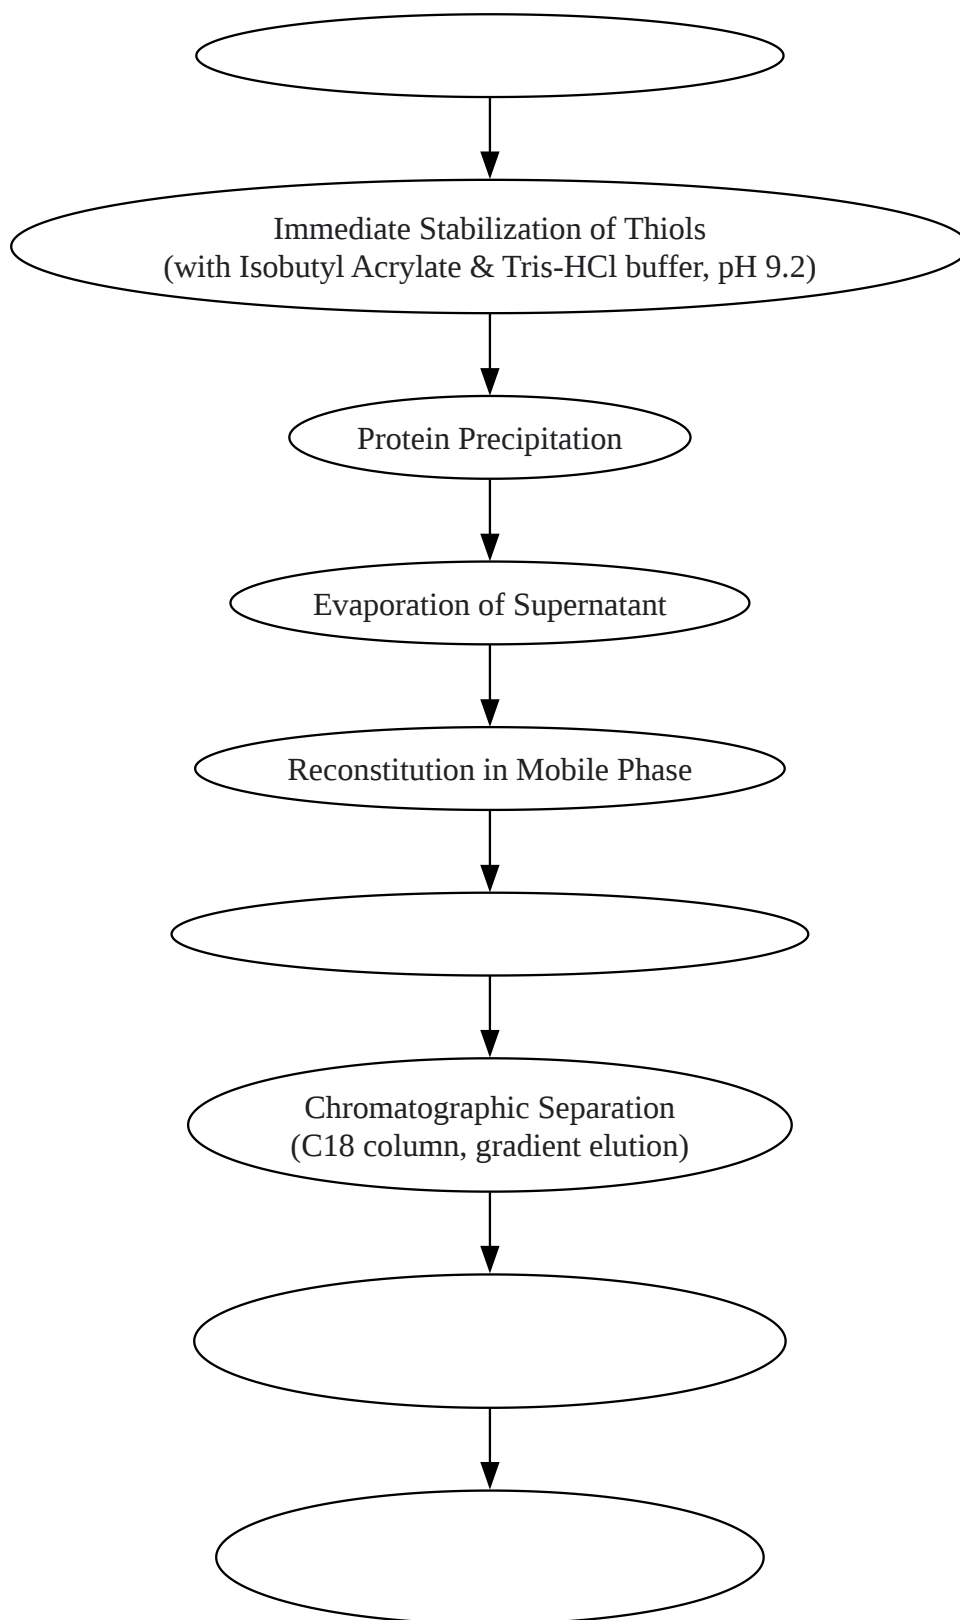 Immediate Stabilization of Thiols
(with Isobutyl Acrylate & Tris-HCl buffer, pH 9.2)
Protein Precipitation
Evaporation of Supernatant
Reconstitution in Mobile Phase
Chromatographic Separation
(C18 column, gradient elution)